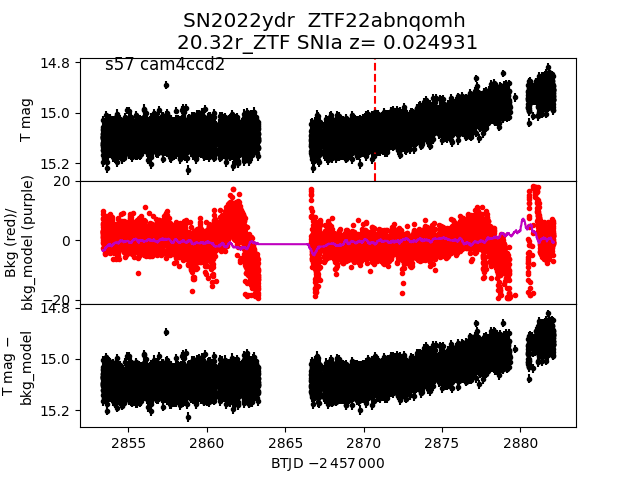 SN2022ydr  ZTF22abnqomh
20.32r_ZTF SNIa z= 0.024931
s57 cam4ccd2
14.8
15.0
15.2
T mag
20
0
−20
Bkg (red)/
bkg_model (purple)
14.8
15.0
15.2
T mag −
bkg_model
2855 2860 2865 2870 2875 2880
BTJD −2 457 000